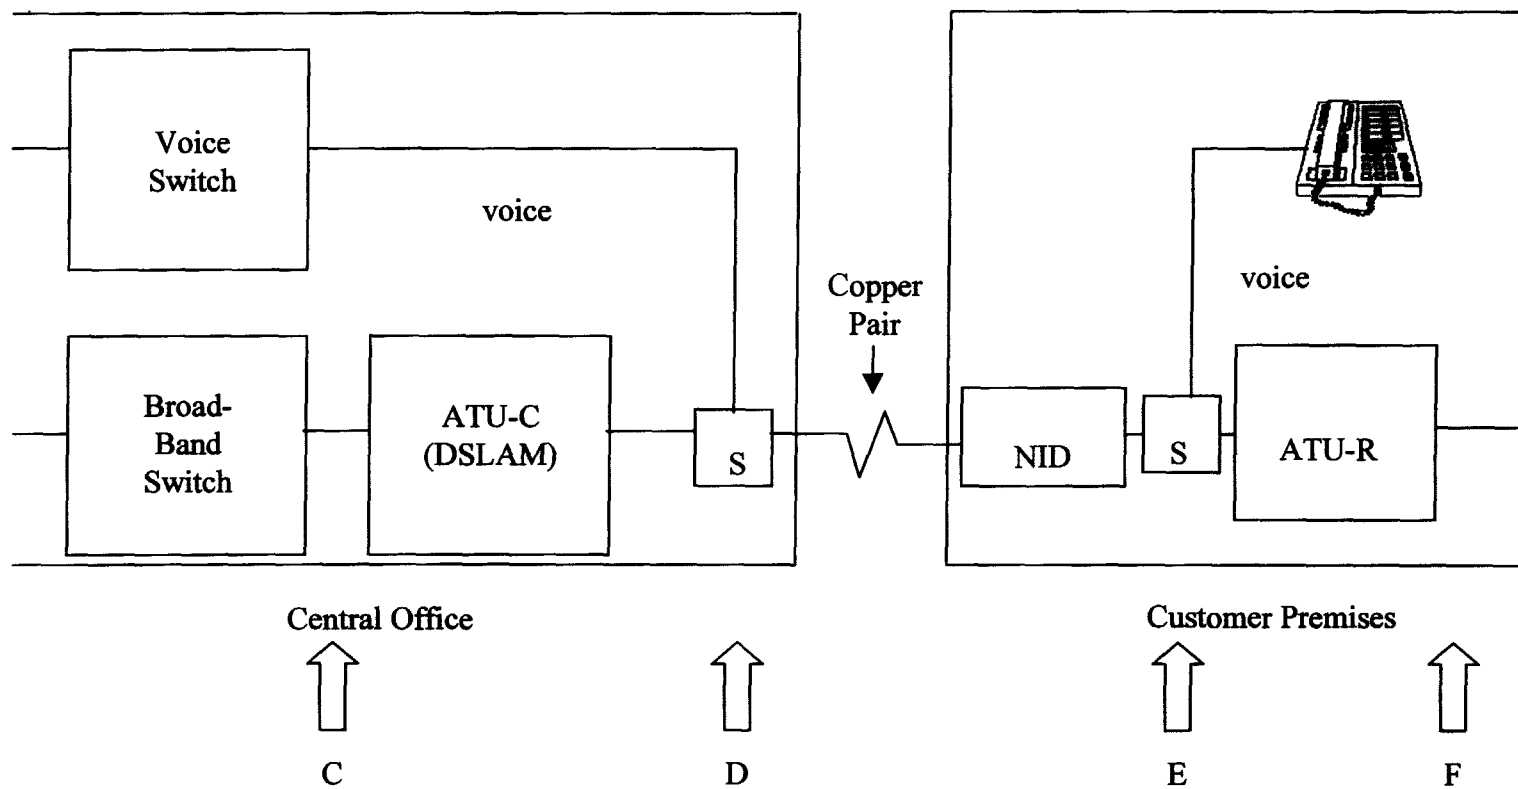 Voice
Switch
voice
voice
Copper
Pair
Broad-
Band
Switch
ATU-C
(DSLAM)
S
NID
S
ATU-R
Central Office
Customer Premises
C
D
E
F